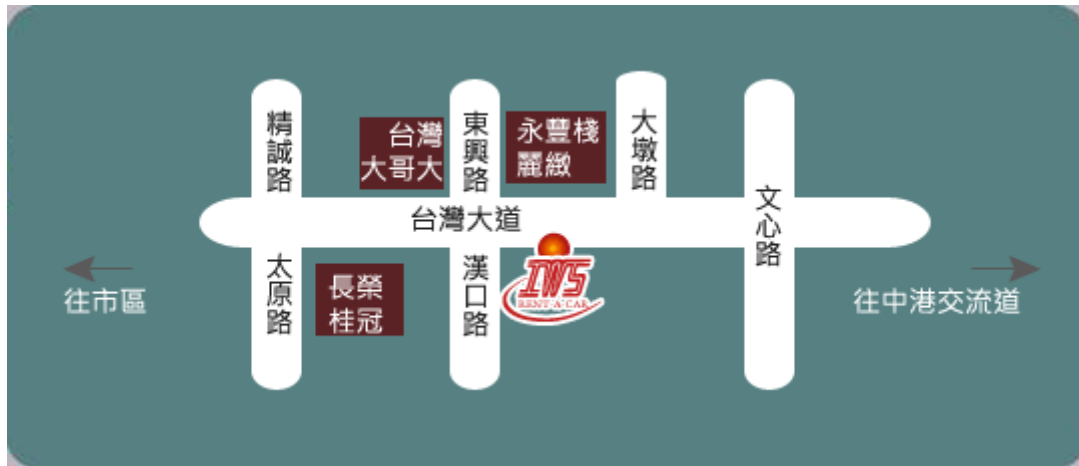 精誠路
台灣
大哥大
東興路
永豐棧
麗緻
大墩路
台灣大道
文心路
太原路
長榮
桂冠
漢口路
IWS
RENT-A-CAR
往市區
往中港交流道